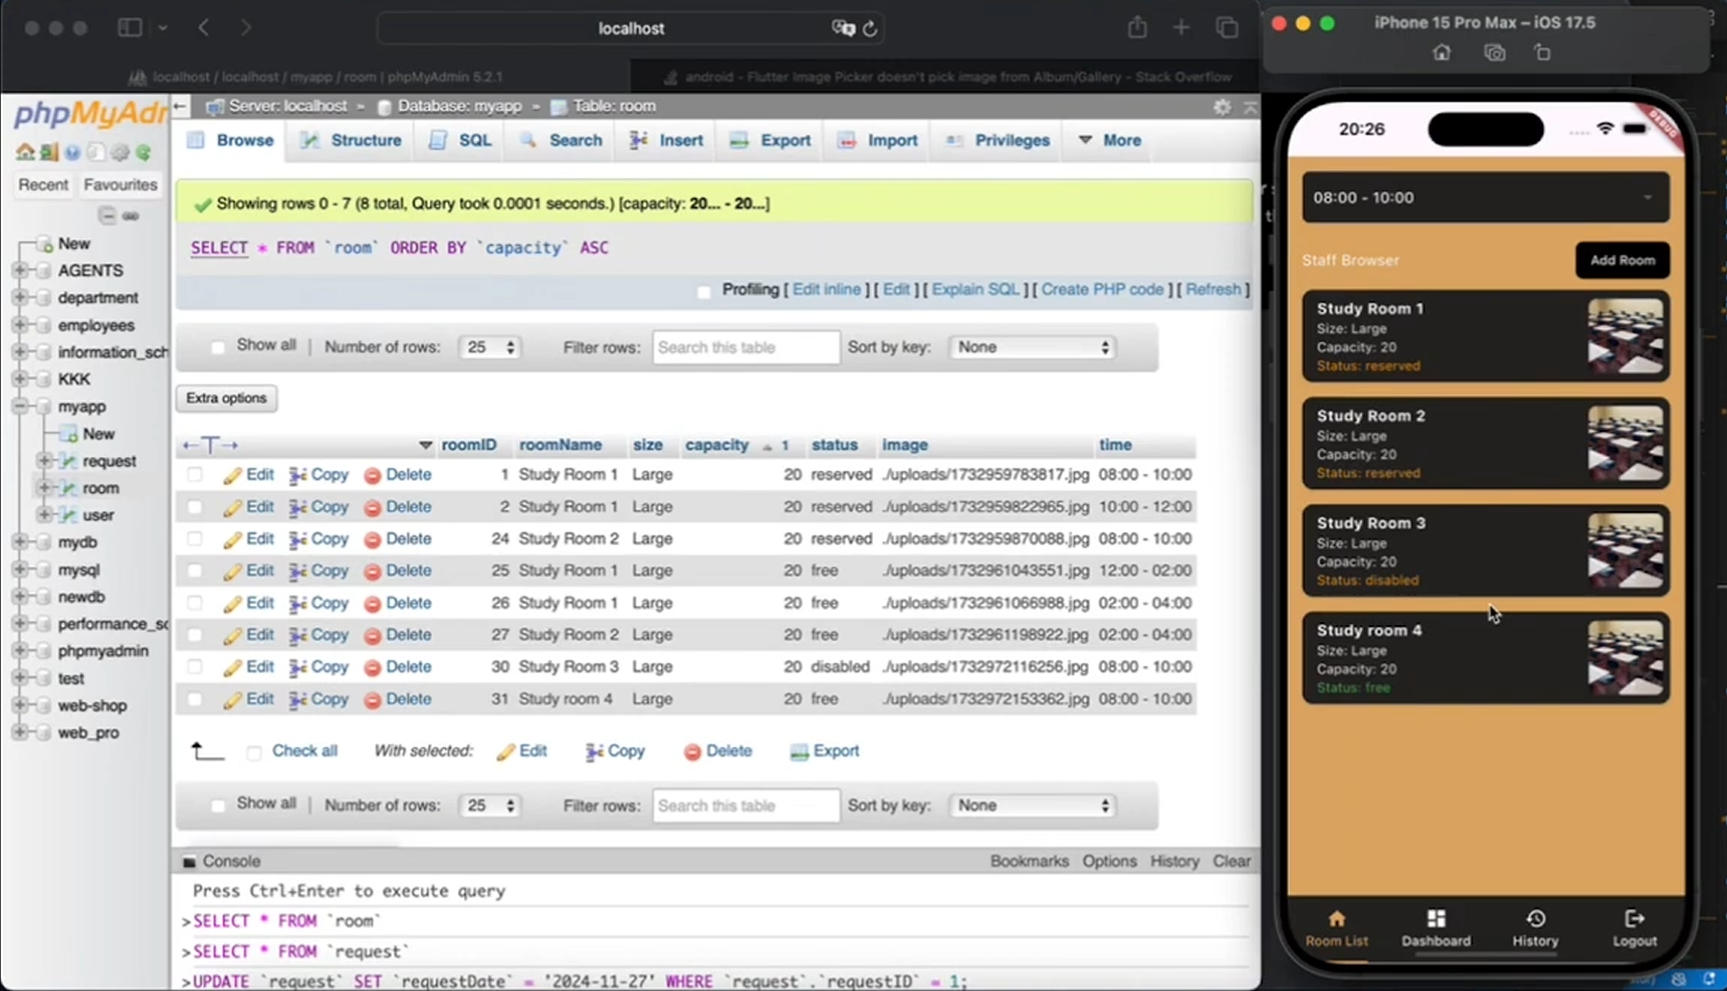 localhost
localhost / localhost / myapp / room | phpMyAdmin 5.2.1
android - Flutter Image Picker doesn't pick image from Album/Gallery - Stack Overflow
phpMyAdr
Server: localhost » Database: myapp » Table: room
Browse Structure SQL Search Insert Export Import Privileges More
Recent Favourites
New
AGENTS
department
employees
information_sch
KKK
myapp
New
request
room
user
mydb
mysql
newdb
performance_sc
phpmyadmin
test
web-shop
web_pro
Showing rows 0 - 7 (8 total, Query took 0.0001 seconds.) [capacity: 20... - 20...]
SELECT * FROM `room` ORDER BY `capacity` ASC
Profiling [ Edit inline ] [ Edit ] [ Explain SQL ] [ Create PHP code ] [ Refresh ]
Show all | Number of rows: 25 Filter rows: Search this table Sort by key: None
Extra options
roomID roomName size capacity 1 status image time
Edit Copy Delete 1 Study Room 1 Large 20 reserved ./uploads/1732959783817.jpg 08:00 - 10:00
Edit Copy Delete 2 Study Room 1 Large 20 reserved ./uploads/1732959822965.jpg 10:00 - 12:00
Edit Copy Delete 24 Study Room 2 Large 20 reserved ./uploads/1732959870088.jpg 08:00 - 10:00
Edit Copy Delete 25 Study Room 1 Large 20 free ./uploads/1732961043551.jpg 12:00 - 02:00
Edit Copy Delete 26 Study Room 1 Large 20 free ./uploads/1732961066988.jpg 02:00 - 04:00
Edit Copy Delete 27 Study Room 2 Large 20 free ./uploads/1732961198922.jpg 02:00 - 04:00
Edit Copy Delete 30 Study Room 3 Large 20 disabled ./uploads/1732972116256.jpg 08:00 - 10:00
Edit Copy Delete 31 Study room 4 Large 20 free ./uploads/1732972153362.jpg 08:00 - 10:00
Check all With selected: Edit Copy Delete Export
Show all | Number of rows: 25 Filter rows: Search this table Sort by key: None
Console Bookmarks Options History Clear
Press Ctrl+Enter to execute query
>SELECT * FROM `room`
>SELECT * FROM `request`
>UPDATE `request` SET `requestDate` = '2024-11-27' WHERE `request`.`requestID` = 1;
iPhone 15 Pro Max – iOS 17.5
20:26
DEBUG
08:00 - 10:00
Staff Browser
Add Room
Study Room 1
Size: Large
Capacity: 20
Status: reserved
Study Room 2
Size: Large
Capacity: 20
Status: reserved
Study Room 3
Size: Large
Capacity: 20
Status: disabled
Study room 4
Size: Large
Capacity: 20
Status: free
Room List Dashboard History Logout